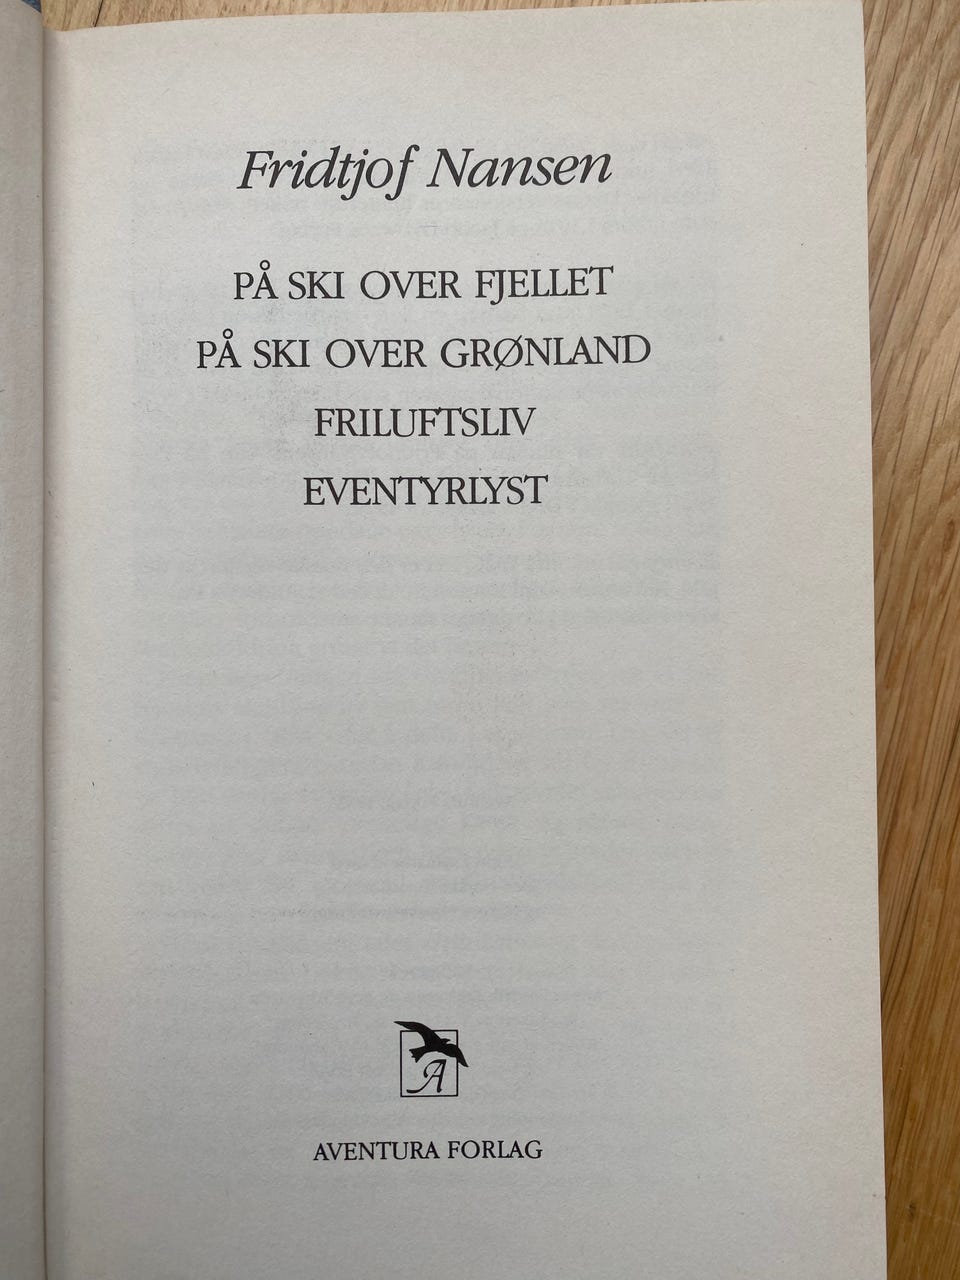 Fridtjof Nansen
PÅ SKI OVER FJELLET
PÅ SKI OVER GRØNLAND
FRILUFTSLIV
EVENTYRLYST
A
AVENTURA FORLAG